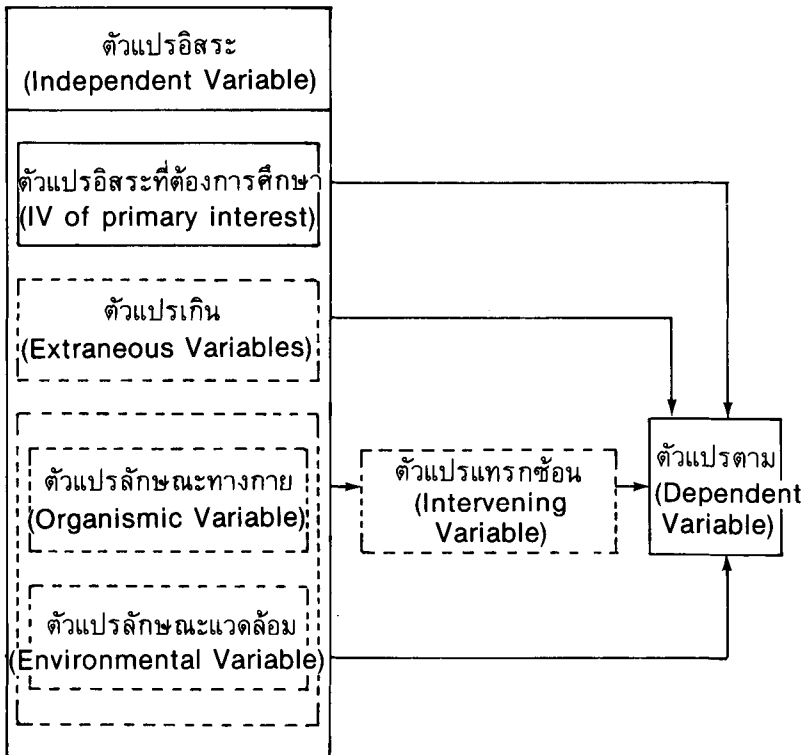 ตัวแปรอิสระ
(Independent Variable)
ตัวแปรอิสระที่ต้องการศึกษา
(IV of primary interest)
ตัวแปรเกิน
(Extraneous Variables)
ตัวแปรลักษณะทางกาย
(Organismic Variable)
ตัวแปรลักษณะแวดล้อม
(Environmental Variable)
ตัวแปรแทรกซ้อน
(Intervening
Variable)
ตัวแปรตาม
(Dependent
Variable)